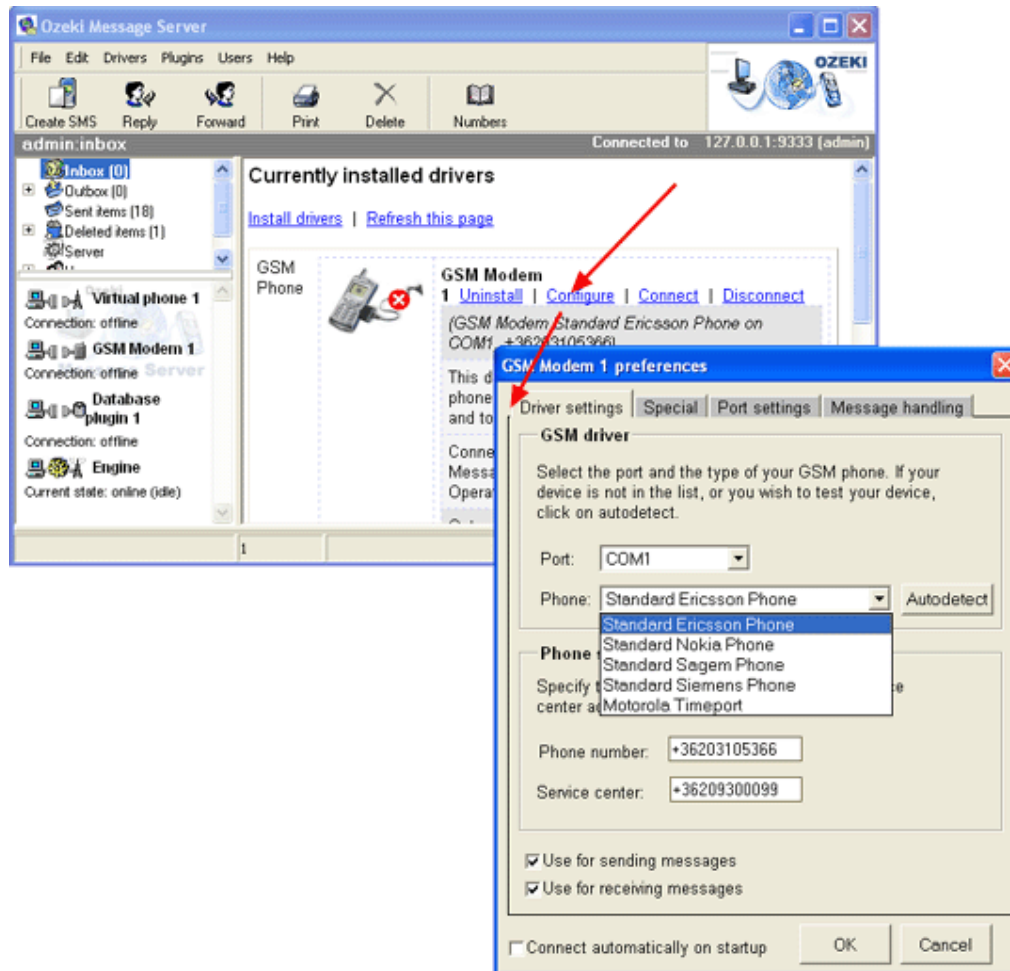 Ozeki Message Server
File Edit Drivers Plugins Users Help
OZEKI
Create SMS Reply Forward Print Delete Numbers
admin:inbox Connected to 127.0.0.1:9333 (admin)
Inbox (0)
Outbox (0)
Sent items (18)
Deleted items (1)
Server
Virtual phone 1
Connection: offline
GSM Modem 1
Connection: offline
Server
Database
plugin 1
Connection: offline
Engine
Current state: online (idle)
Currently installed drivers
Install drivers | Refresh this page
GSM
Phone
GSM Modem
1 Uninstall | Configure | Connect | Disconnect
(GSM Modem Standard Ericsson Phone on
COM1, +36203105366)
This d
phone
and to
Conne
Messa
Opera
1
GSM Modem 1 preferences
Driver settings Special Port settings Message handling
GSM driver
Select the port and the type of your GSM phone. If your
device is not in the list, or you wish to test your device,
click on autodetect.
Port: COM1
Phone: Standard Ericsson Phone Autodetect
Standard Ericsson Phone
Standard Nokia Phone
Standard Sagem Phone
Standard Siemens Phone
Motorola Timeport
Phone
Specify
center
Phone number: +36203105366
Service center: +36209300099
Use for sending messages
Use for receiving messages
Connect automatically on startup OK Cancel